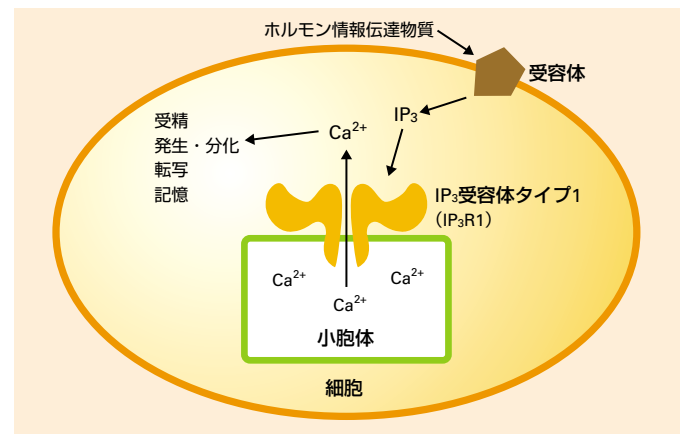 ホルモン情報伝達物質
受容体
IP₃
Ca²⁺
受精
発生・分化
転写
記憶
IP₃受容体タイプ1
（IP₃R1）
Ca²⁺
Ca²⁺
Ca²⁺
小胞体
細胞